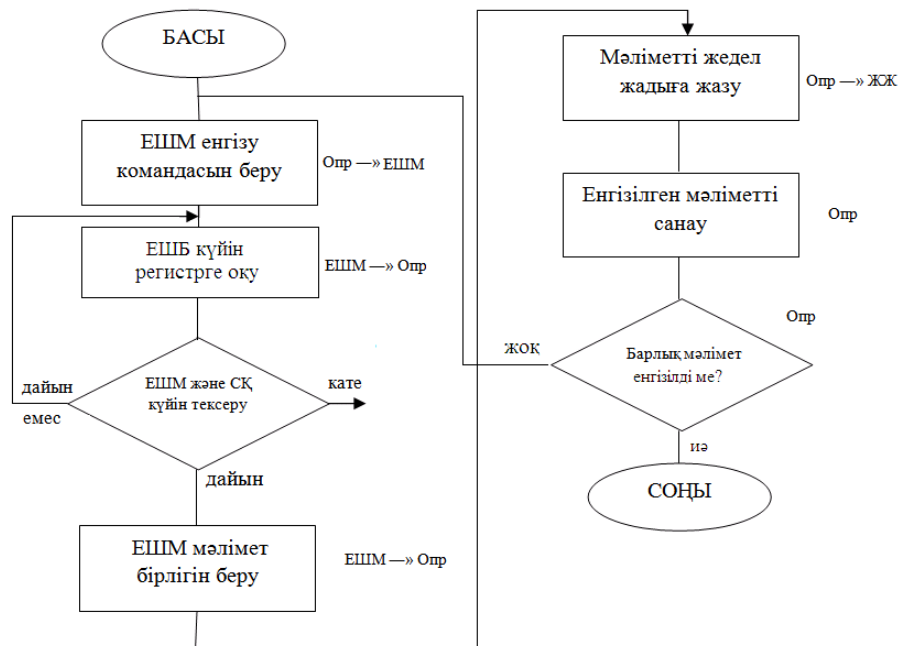 БАСЫ
ЕШМ енгізу
командасын беру
Опр —» ЕШМ
ЕШБ күйін
регистрге оқу
ЕШМ —» Опр
ЕШМ және СҚ
күйін тексеру
дайын
емес
кате
дайын
ЕШМ мәлімет
бірлігін беру
ЕШМ —» Опр
Мәліметті жедел
жадыға жазу
Опр —» ЖЖ
Енгізілген мәліметті
санау
Опр
Опр
Барлық мәлімет
енгізілді ме?
жоқ
иә
СОҢЫ